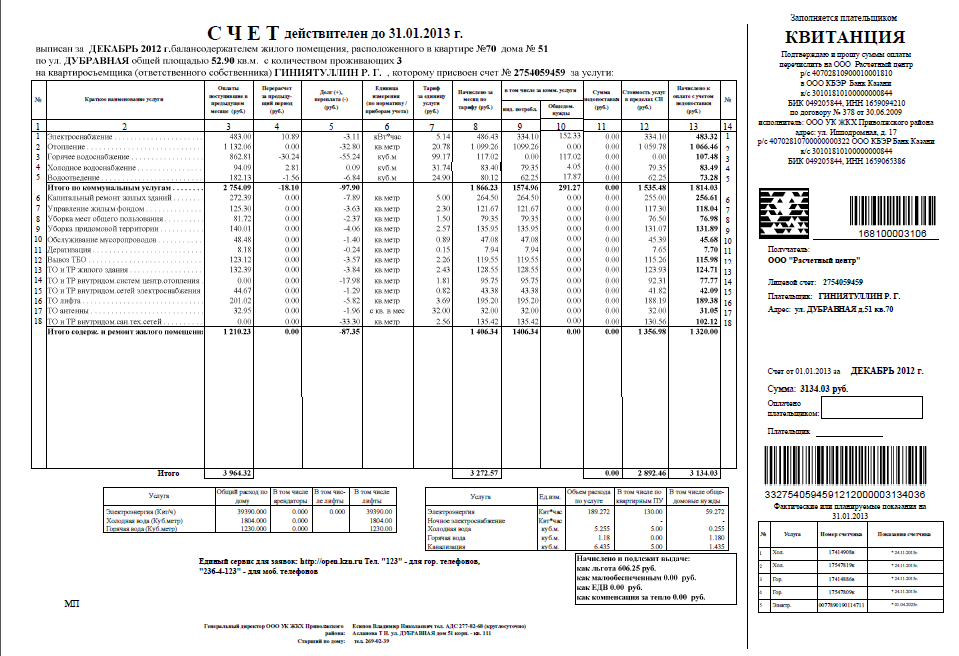 С Ч Е Т действителен до 31.01.2013 г.
выписан за ДЕКАБРЬ 2012 г.балансодержателем жилого помещения, расположенного в квартире №70 дома № 51
по ул. ДУБРАВНАЯ общей площадью 52.90 кв.м. с количеством проживающих 3
на квартиросъемщика (ответственного собственника) ГИНИЯТУЛЛИН Р. Г. , которому присвоен счет № 2754059459 за услуги:
№ Краткое наименование услуги Оплаты поступившие в предыдущем месяце (руб.) Перерасчет за предыдущий период (руб.) Долг (+), переплата (-) (руб.) Единица измерения (по нормативу / приборам учета) Тариф за единицу услуги (руб.) Начислено за месяц по тарифу (руб.) в том числе за комм. услуги инд. потребл. Общедом. нужды Сумма недопоставки (руб.) Стоимость услуг в пределах СП (руб.) Начислено к оплате с учетом недопоставки (руб.) №
1 2 3 4 5 6 7 8 9 10 11 12 13 14
1 Электроснабжение 483.00 10.89 -3.11 кВт*час 5.14 486.43 334.10 152.33 0.00 334.10 483.32 1
2 Отопление 1 132.06 0.00 -32.80 кв метр 20.78 1 099.26 1099.26 0.00 0.00 1 059.78 1 066.46 2
3 Горячее водоснабжение 862.81 -30.24 -55.24 куб.м 99.17 117.02 0.00 117.02 0.00 0.00 107.48 3
4 Холодное водоснабжение 94.09 2.81 0.09 куб.м 31.74 83.40 79.35 4.05 0.00 79.35 83.49 4
5 Водоотведение 182.13 -1.56 -6.84 куб.м 24.90 80.12 62.25 17.87 0.00 62.25 73.28 5
Итого по коммунальным услугам 2 754.09 -18.10 -97.90 1 866.23 1574.96 291.27 0.00 1 535.48 1 814.03
6 Капитальный ремонт жилых зданий 272.39 0.00 -7.89 кв метр 5.00 264.50 264.50 0.00 0.00 255.00 256.61 6
7 Управление жилым фондом 125.30 0.00 -3.63 кв метр 2.30 121.67 121.67 0.00 0.00 117.30 118.04 7
8 Уборка мест общего пользования 81.72 0.00 -2.37 кв метр 1.50 79.35 79.35 0.00 0.00 76.50 76.98 8
9 Уборка придомовой территории 140.01 0.00 -4.06 кв метр 2.57 135.95 135.95 0.00 0.00 131.07 131.89 9
10 Обслуживание мусоропроводов 48.48 0.00 -1.40 кв метр 0.89 47.08 47.08 0.00 0.00 45.39 45.68 10
11 Дератизация 8.18 0.00 -0.24 кв метр 0.15 7.94 7.94 0.00 0.00 7.65 7.70 11
12 Вывоз ТБО 123.12 0.00 -3.57 кв метр 2.26 119.55 119.55 0.00 0.00 115.26 115.98 12
13 ТО и ТР жилого здания 132.39 0.00 -3.84 кв метр 2.43 128.55 128.55 0.00 0.00 123.93 124.71 13
14 ТО и ТР внутридом.систем центр.отопления 0.00 0.00 -17.98 кв метр 1.81 95.75 95.75 0.00 0.00 92.31 77.77 14
15 ТО и ТР внутридом.сетей электроснабжения 44.67 0.00 -1.29 кв метр 0.82 43.38 43.38 0.00 0.00 41.82 42.09 15
16 ТО лифта 201.02 0.00 -5.82 кв метр 3.69 195.20 195.20 0.00 0.00 188.19 189.38 16
17 ТО антенны 32.95 0.00 -1.96 с кв. в мес 32.00 32.00 32.00 0.00 0.00 32.00 31.05 17
18 ТО и ТР внутридом.сан.тех.сетей 0.00 0.00 -33.30 кв метр 2.56 135.42 135.42 0.00 0.00 130.56 102.12 18
Итого содерж. и ремонт жилого помещени 1 210.23 0.00 -87.35 1 406.34 1406.34 0.00 0.00 1 356.98 1 320.00
Итого 3 964.32 3 272.57 0.00 2 892.46 3 134.03
Услуга Общий расход по дому В том числе арендаторы В том числе лифты В том числе лифты
Электроэнергия (Квт/ч) 39390.000 0.000 0.000 39390.00
Холодная вода (Куб.метр) 1804.000 0.000 1804.00
Горячая вода (Куб.метр) 1230.000 0.000 1230.00
Услуга Ед.изм. Объем расхода по услуге В том числе по квартирным ПУ В том числе общедомовые нужды
Электроэнергия Квт*час 189.272 130.00 59.272
Ночное электроснабжение Квт*час - -
Холодная вода куб.м. 5.255 5.00 0.255
Горячая вода куб.м. 1.18 0.00 1.180
Канализация куб.м. 6.435 5.00 1.435
Единый сервис для заявок: http://open.kzn.ru Тел. "123" - для гор. телефонов,
"236-4-123" - для моб. телефонов
Начислено и подлежит выдаче:
как льгота 606.25 руб.
как малообеспеченным 0.00 руб.
как ЕДВ 0.00 руб.
как компенсация за тепло 0.00 руб.
МП
Генеральный директор ООО УК ЖКХ Приволжского Есипов Владимир Николаевич тел. АДС 277-02-68 (круглосуточно)
района: Асланова Т Н. ул. ДУБРАВНАЯ дом 51 корп. - кв. 111
Старший по дому: тел. 269-02-39
Заполняется плательщиком
КВИТАНЦИЯ
Подтверждаю и прошу суммы оплаты
перечислить на ООО Расчетный центр
р/с 40702810900010001810
в ООО КБЭР Банк Казани
к/с 30101810100000000844
БИК 049205844, ИНН 1659094210
по договору № 378 от 30.06.2009
исполнитель: ООО УК ЖКХ Приволжского района
адрес: ул. Ипподромная, д. 17
р/с 40702810700000000322 ООО КБЭР Банк Казани
к/с 30101810100000000844
БИК 049205844, ИНН 1659065386
168100003106
Получатель:
ООО "Расчетный центр"
Лицевой счет: 2754059459
Плательщик: ГИНИЯТУЛЛИН Р. Г.
Адрес: ул. ДУБРАВНАЯ д.51 кв.70
Счет от 01.01.2013 за ДЕКАБРЬ 2012 г.
Сумма: 3134.03 руб.
Оплачено
плательщиком:
Плательщик
3327540594591212000003134036
Фактические или планируемые показания на
31.01.2013
№ Услуга Номер счетчика Показания счетчика
1 Хол. 17414908в * 24.11.2013г.
2 Хол. 17547819в * 24.11.2013г.
3 Гор. 17414886в * 24.11.2013г.
4 Гор. 17547809в * 24.11.2013г.
5 Электр. 0077890190114711 * 01.04.2023г.